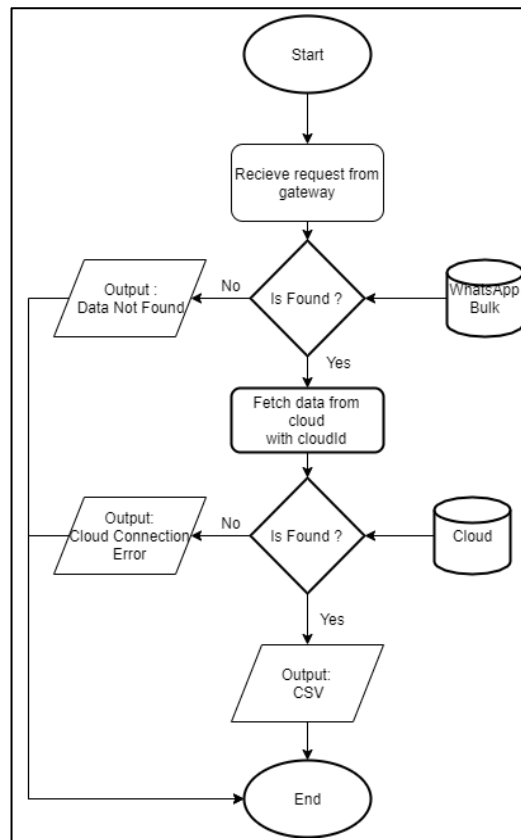 Start
Recieve request from
gateway
Output :
Data Not Found
No
Is Found ?
WhatsApp
Bulk
Yes
Fetch data from
cloud
with cloudId
Output:
Cloud Connection
Error
No
Is Found ?
Cloud
Yes
Output:
CSV
End